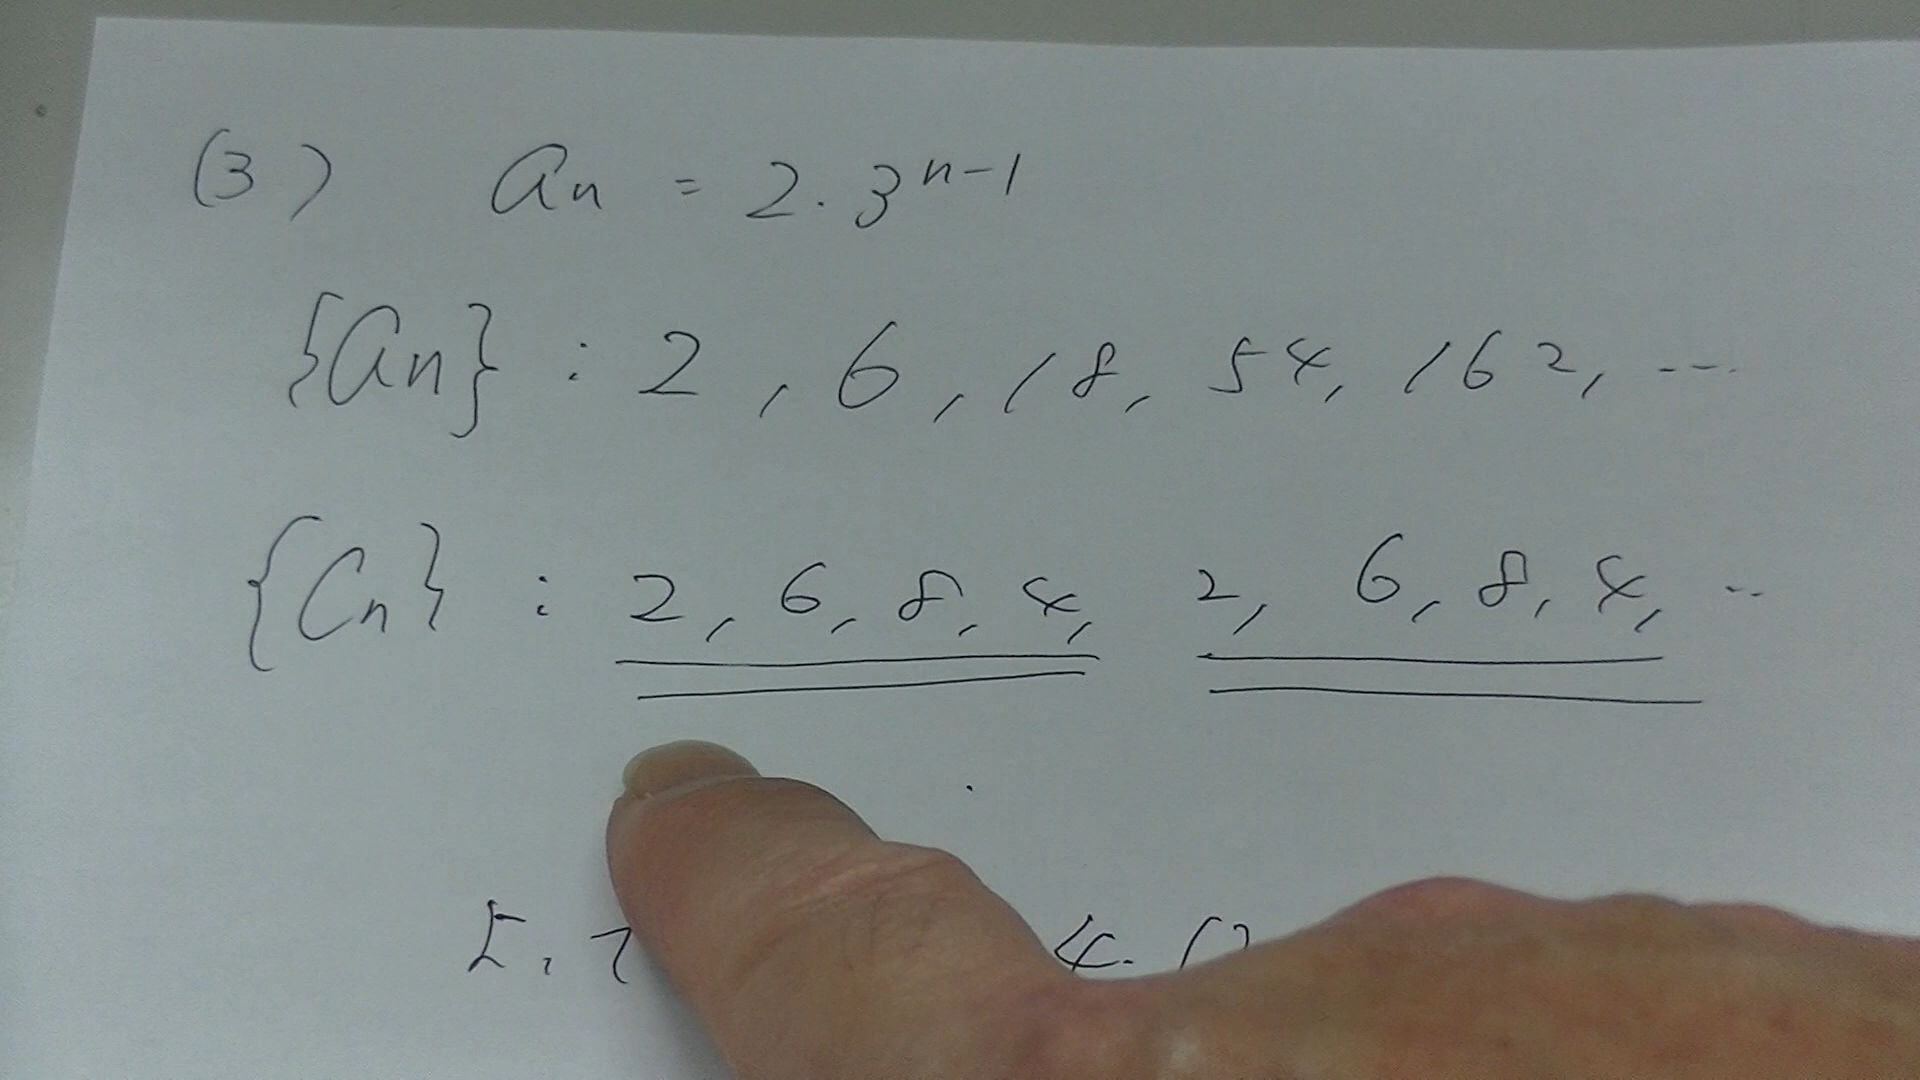 (3) an = 2・3^n-1
{an} : 2, 6, 18, 54, 162, ...
{Cn} : 2, 6, 8, 4, 2, 6, 8, 4, ..